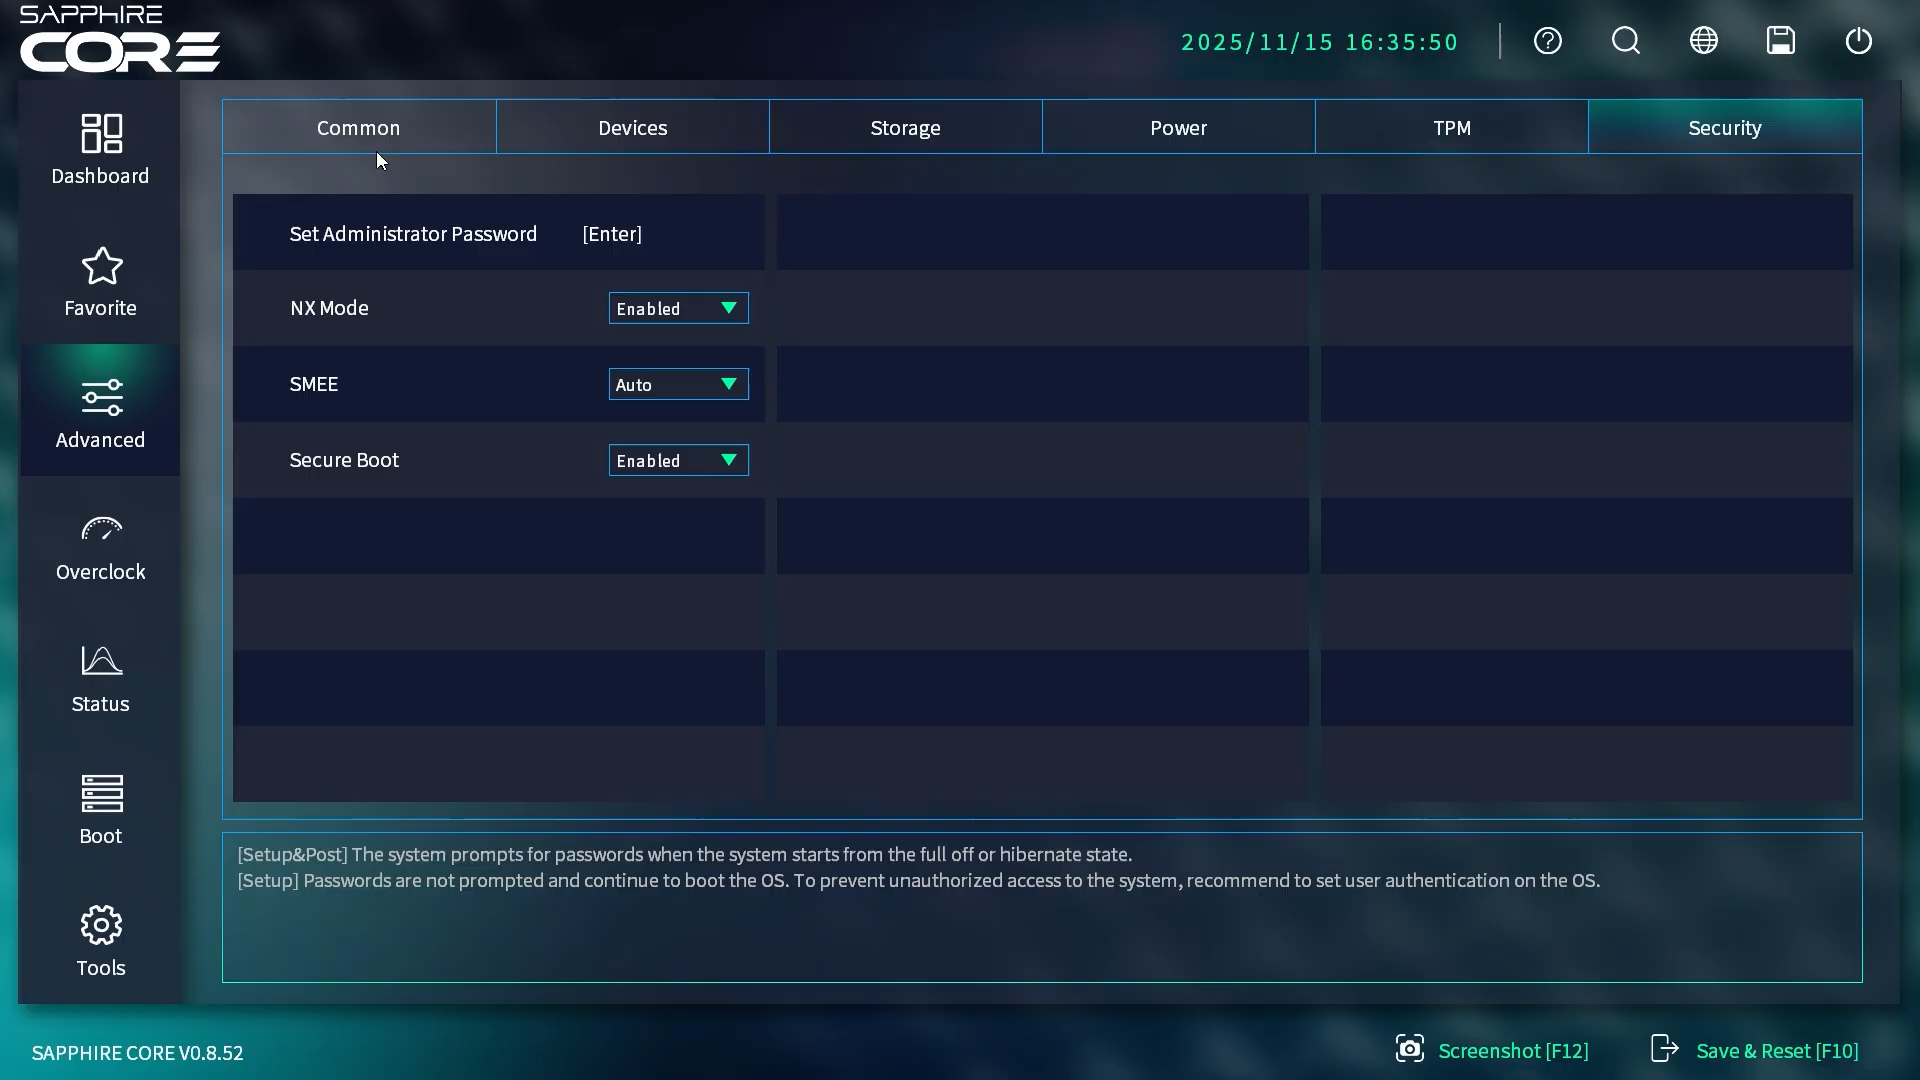 SAPPHIRE
CORE
2025/11/15 16:35:50
Dashboard
Favorite
Advanced
Overclock
Status
Boot
Tools
Common
Devices
Storage
Power
TPM
Security
Set Administrator Password [Enter]
NX Mode Enabled
SMEE Auto
Secure Boot Enabled
[Setup&Post] The system prompts for passwords when the system starts from the full off or hibernate state.
[Setup] Passwords are not prompted and continue to boot the OS. To prevent unauthorized access to the system, recommend to set user authentication on the OS.
SAPPHIRE CORE V0.8.52
Screenshot [F12]
Save & Reset [F10]